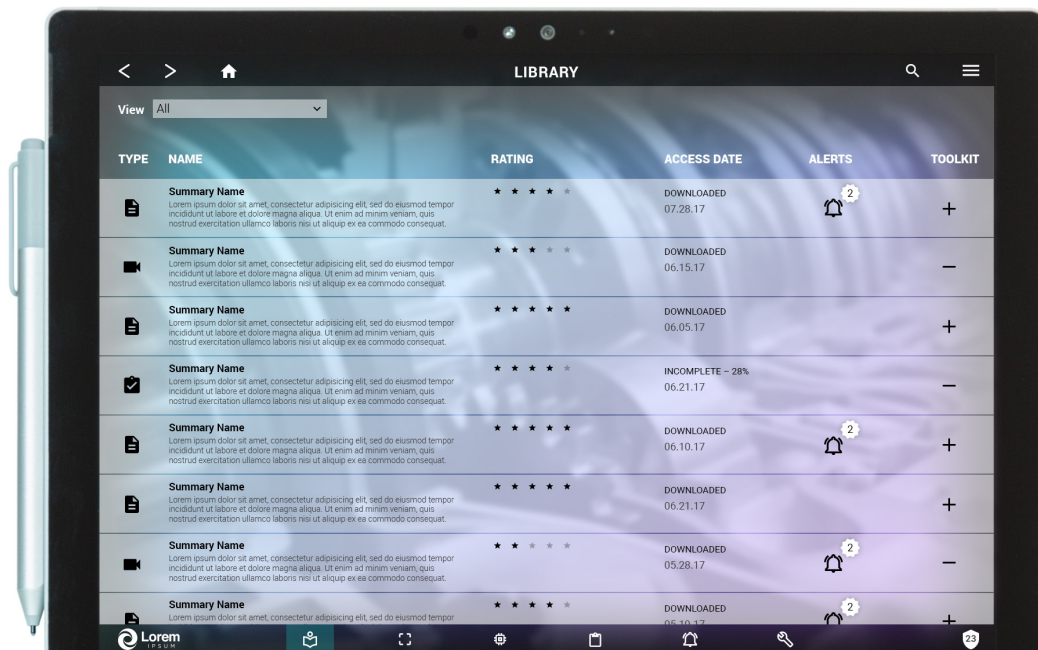 LIBRARY
View All
TYPE NAME RATING ACCESS DATE ALERTS TOOLKIT
Summary Name
Lorem ipsum dolor sit amet, consectetur adipisicing elit, sed do eiusmod tempor
incididunt ut labore et dolore magna aliqua. Ut enim ad minim veniam, quis
nostrud exercitation ullamco laboris nisi ut aliquip ex ea commodo consequat.
DOWNLOADED
07.28.17
2
Summary Name
Lorem ipsum dolor sit amet, consectetur adipisicing elit, sed do eiusmod tempor
incididunt ut labore et dolore magna aliqua. Ut enim ad minim veniam, quis
nostrud exercitation ullamco laboris nisi ut aliquip ex ea commodo consequat.
DOWNLOADED
06.15.17
Summary Name
Lorem ipsum dolor sit amet, consectetur adipisicing elit, sed do eiusmod tempor
incididunt ut labore et dolore magna aliqua. Ut enim ad minim veniam, quis
nostrud exercitation ullamco laboris nisi ut aliquip ex ea commodo consequat.
DOWNLOADED
06.05.17
Summary Name
Lorem ipsum dolor sit amet, consectetur adipisicing elit, sed do eiusmod tempor
incididunt ut labore et dolore magna aliqua. Ut enim ad minim veniam, quis
nostrud exercitation ullamco laboris nisi ut aliquip ex ea commodo consequat.
INCOMPLETE – 28%
06.21.17
Summary Name
Lorem ipsum dolor sit amet, consectetur adipisicing elit, sed do eiusmod tempor
incididunt ut labore et dolore magna aliqua. Ut enim ad minim veniam, quis
nostrud exercitation ullamco laboris nisi ut aliquip ex ea commodo consequat.
DOWNLOADED
06.10.17
2
Summary Name
Lorem ipsum dolor sit amet, consectetur adipisicing elit, sed do eiusmod tempor
incididunt ut labore et dolore magna aliqua. Ut enim ad minim veniam, quis
nostrud exercitation ullamco laboris nisi ut aliquip ex ea commodo consequat.
DOWNLOADED
06.21.17
Summary Name
Lorem ipsum dolor sit amet, consectetur adipisicing elit, sed do eiusmod tempor
incididunt ut labore et dolore magna aliqua. Ut enim ad minim veniam, quis
nostrud exercitation ullamco laboris nisi ut aliquip ex ea commodo consequat.
DOWNLOADED
05.28.17
2
Summary Name
Lorem ipsum dolor sit amet, consectetur adipisicing elit, sed do eiusmod tempor
DOWNLOADED
2
Lorem
IPSUM
23